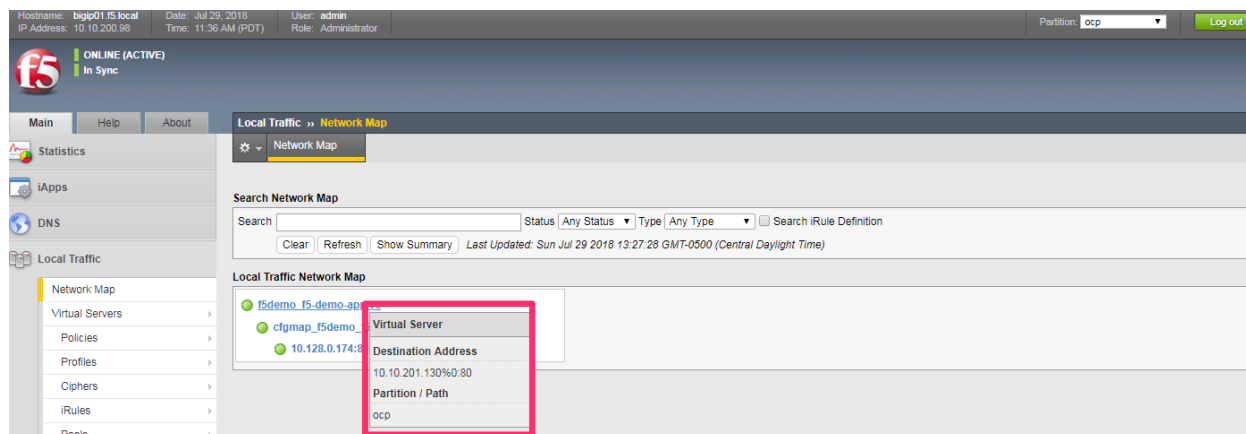 Hostname: bigip01.f5.local Date: Jul 29, 2018 User: admin
IP Address: 10.10.200.98 Time: 11:36 AM (PDT) Role: Administrator
Partition: ocp Log out
f5
ONLINE (ACTIVE)
In Sync
Main Help About
Local Traffic » Network Map
Network Map
Statistics
iApps
DNS
Local Traffic
Network Map
Virtual Servers
Policies
Profiles
Ciphers
iRules
Pools
Search Network Map
Search Status Any Status Type Any Type Search iRule Definition
Clear Refresh Show Summary Last Updated: Sun Jul 29 2018 13:27:28 GMT-0500 (Central Daylight Time)
Local Traffic Network Map
f5demo_f5-demo-app
cfgmap_f5demo_
10.128.0.174:8
Virtual Server
Destination Address
10.10.201.130%0:80
Partition / Path
ocp